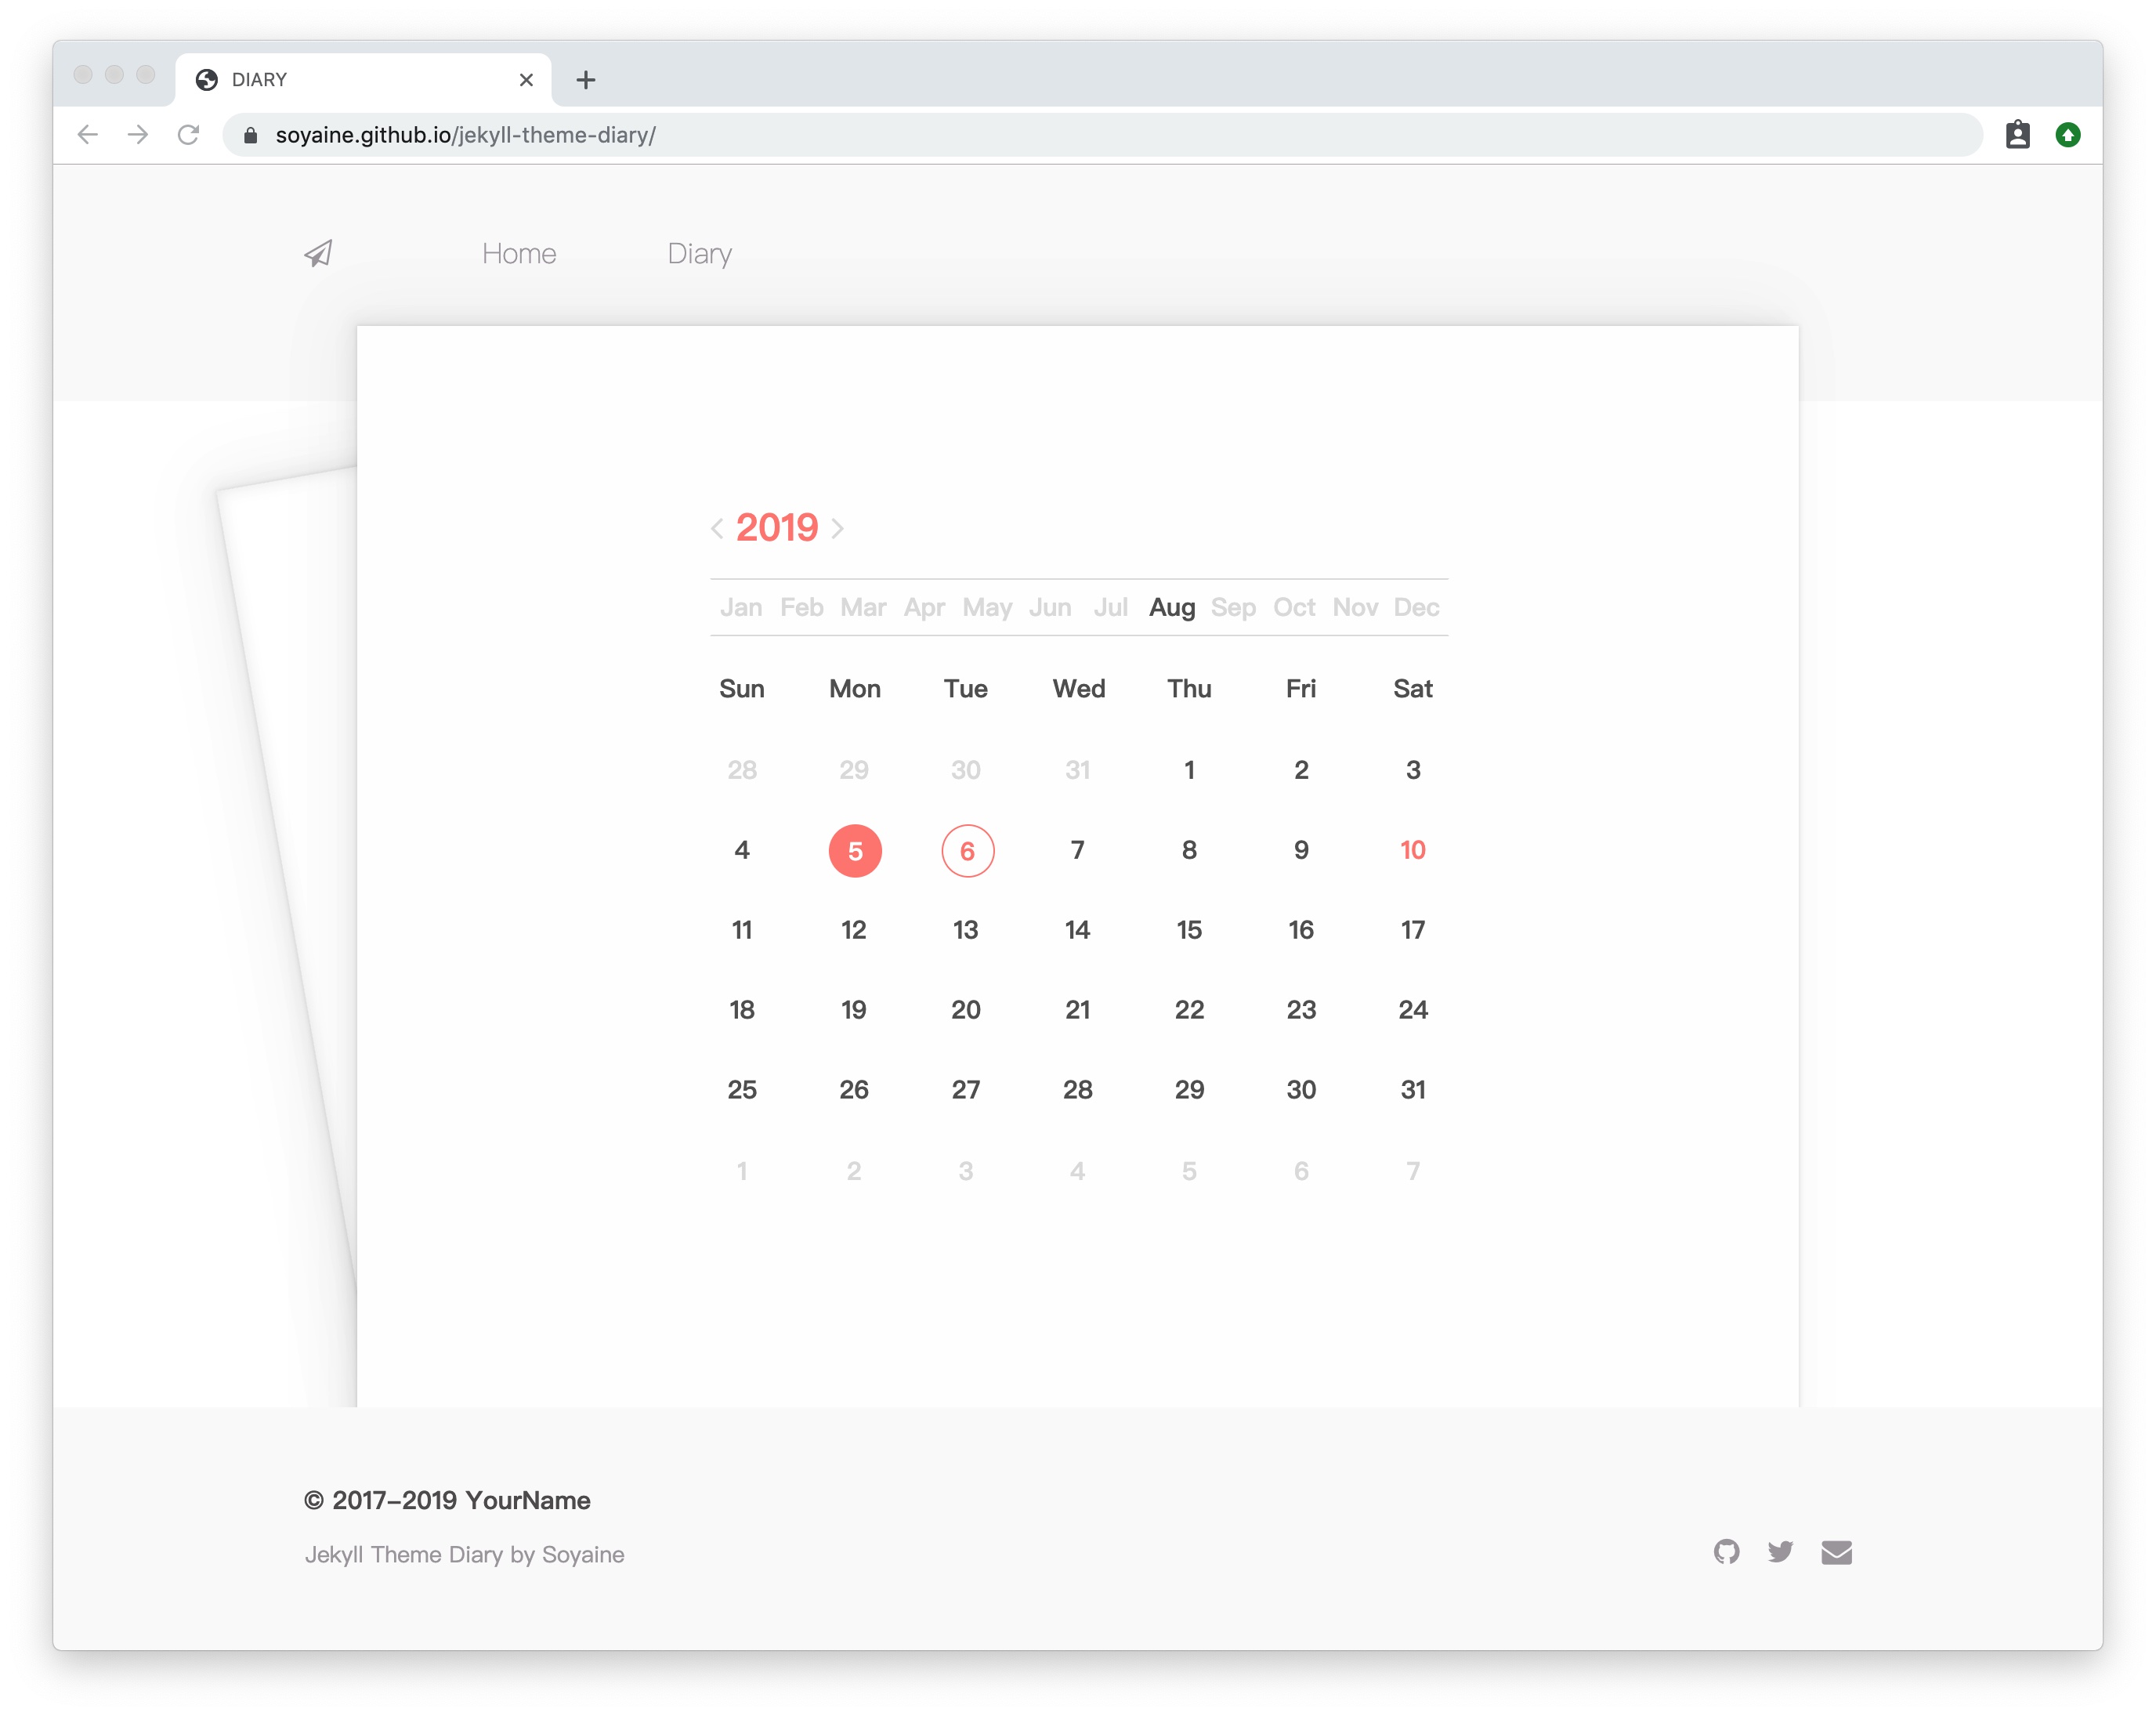 DIARY
soyaine.github.io/jekyll-theme-diary/
Home Diary
2019
Jan Feb Mar Apr May Jun Jul Aug Sep Oct Nov Dec
Sun Mon Tue Wed Thu Fri Sat
28 29 30 31 1 2 3
4 5 6 7 8 9 10
11 12 13 14 15 16 17
18 19 20 21 22 23 24
25 26 27 28 29 30 31
1 2 3 4 5 6 7
© 2017–2019 YourName
Jekyll Theme Diary by Soyaine